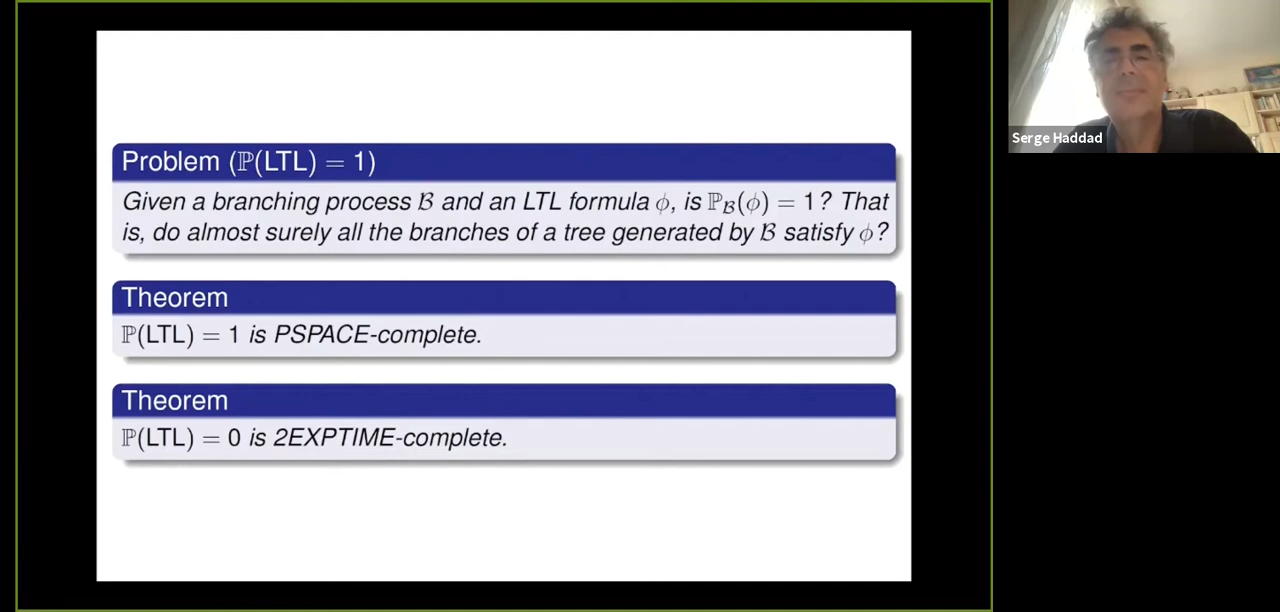 Problem (ℙ(LTL) = 1)
Given a branching process ℬ and an LTL formula ϕ, is ℙ_ℬ(ϕ) = 1? That
is, do almost surely all the branches of a tree generated by ℬ satisfy ϕ?
Theorem
ℙ(LTL) = 1 is PSPACE-complete.
Theorem
ℙ(LTL) = 0 is 2EXPTIME-complete.
Serge Haddad